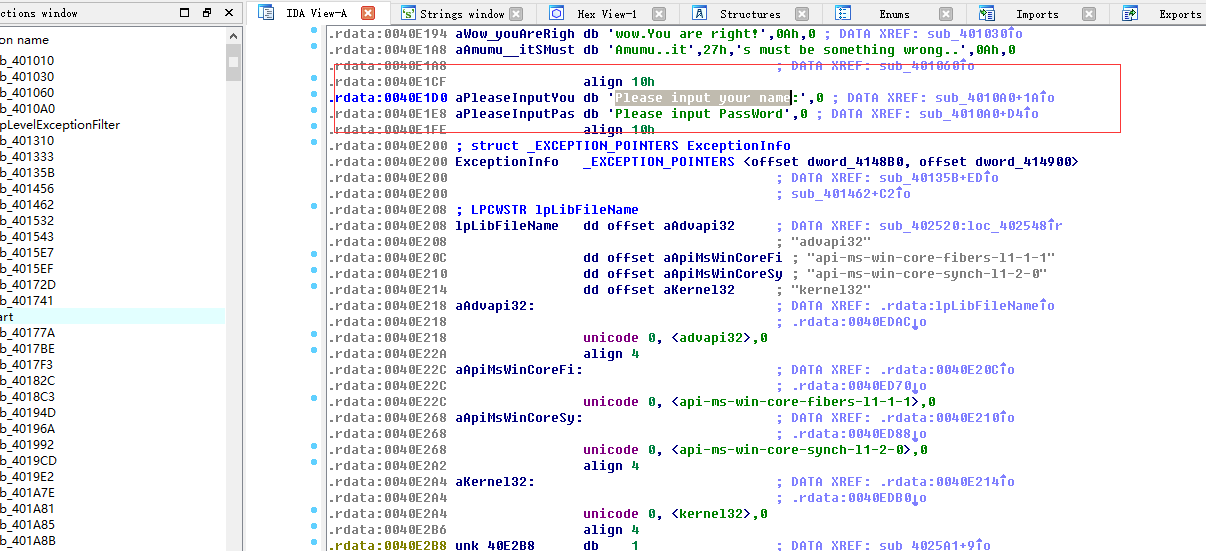 IDA View-A
Strings window
Hex View-1
Structures
Enums
Imports
Exports
on name
b_401010
b_401030
b_401060
b_4010A0
pLevelExceptionFilter
b_401310
b_401333
b_40135B
b_401456
b_401462
b_401532
b_401543
b_4015E7
b_4015EF
b_40172D
b_401741
art
b_40177A
b_4017BE
b_4017F3
b_40182C
b_4018C3
b_40194D
b_40196A
b_401992
b_4019CD
b_4019E2
b_401A7E
b_401A81
b_401A85
b_401A8B
.rdata:0040E194 aWow_youAreRigh db 'wow.You are right!',0Ah,0 ; DATA XREF: sub_401030↑o
.rdata:0040E1A8 aAmumu__itSMust db 'Amumu..it',27h,'s must be something wrong..',0Ah,0
.rdata:0040E1A8 ; DATA XREF: sub_401060↑o
.rdata:0040E1CF align 10h
.rdata:0040E1D0 aPleaseInputYou db 'Please input your name:',0 ; DATA XREF: sub_4010A0+1A↑o
.rdata:0040E1E8 aPleaseInputPas db 'Please input PassWord',0 ; DATA XREF: sub_4010A0+D4↑o
.rdata:0040E1FE align 10h
.rdata:0040E200 ; struct _EXCEPTION_POINTERS ExceptionInfo
.rdata:0040E200 ExceptionInfo _EXCEPTION_POINTERS <offset dword_4148B0, offset dword_414900>
.rdata:0040E200 ; DATA XREF: sub_40135B+ED↑o
.rdata:0040E200 ; sub_401462+C2↑o
.rdata:0040E208 ; LPCWSTR lpLibFileName
.rdata:0040E208 lpLibFileName dd offset aAdvapi32 ; DATA XREF: sub_402520:loc_402548↑r
.rdata:0040E208 ; "advapi32"
.rdata:0040E20C dd offset aApiMsWinCoreFi ; "api-ms-win-core-fibers-l1-1-1"
.rdata:0040E210 dd offset aApiMsWinCoreSy ; "api-ms-win-core-synch-l1-2-0"
.rdata:0040E214 dd offset aKernel32 ; "kernel32"
.rdata:0040E218 aAdvapi32: ; DATA XREF: .rdata:lpLibFileName↑o
.rdata:0040E218 ; .rdata:0040EDAC↓o
.rdata:0040E218 unicode 0, <advapi32>,0
.rdata:0040E22A align 4
.rdata:0040E22C aApiMsWinCoreFi: ; DATA XREF: .rdata:0040E20C↑o
.rdata:0040E22C ; .rdata:0040ED70↓o
.rdata:0040E22C unicode 0, <api-ms-win-core-fibers-l1-1-1>,0
.rdata:0040E268 aApiMsWinCoreSy: ; DATA XREF: .rdata:0040E210↑o
.rdata:0040E268 ; .rdata:0040ED88↓o
.rdata:0040E268 unicode 0, <api-ms-win-core-synch-l1-2-0>,0
.rdata:0040E2A2 align 4
.rdata:0040E2A4 aKernel32: ; DATA XREF: .rdata:0040E214↑o
.rdata:0040E2A4 ; .rdata:0040EDB0↓o
.rdata:0040E2A4 unicode 0, <kernel32>,0
.rdata:0040E2B6 align 4
.rdata:0040E2B8 unk_40E2B8 db 1 ; DATA XREF: sub_4025A1+9↑o